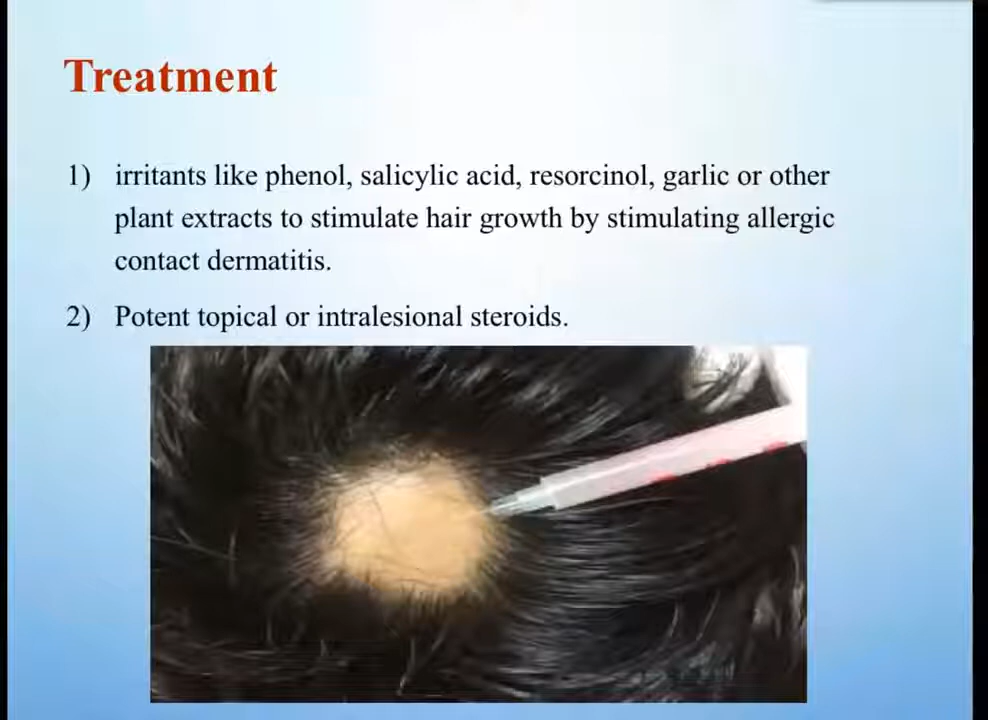 Treatment
1) irritants like phenol, salicylic acid, resorcinol, garlic or other
plant extracts to stimulate hair growth by stimulating allergic
contact dermatitis.
2) Potent topical or intralesional steroids.